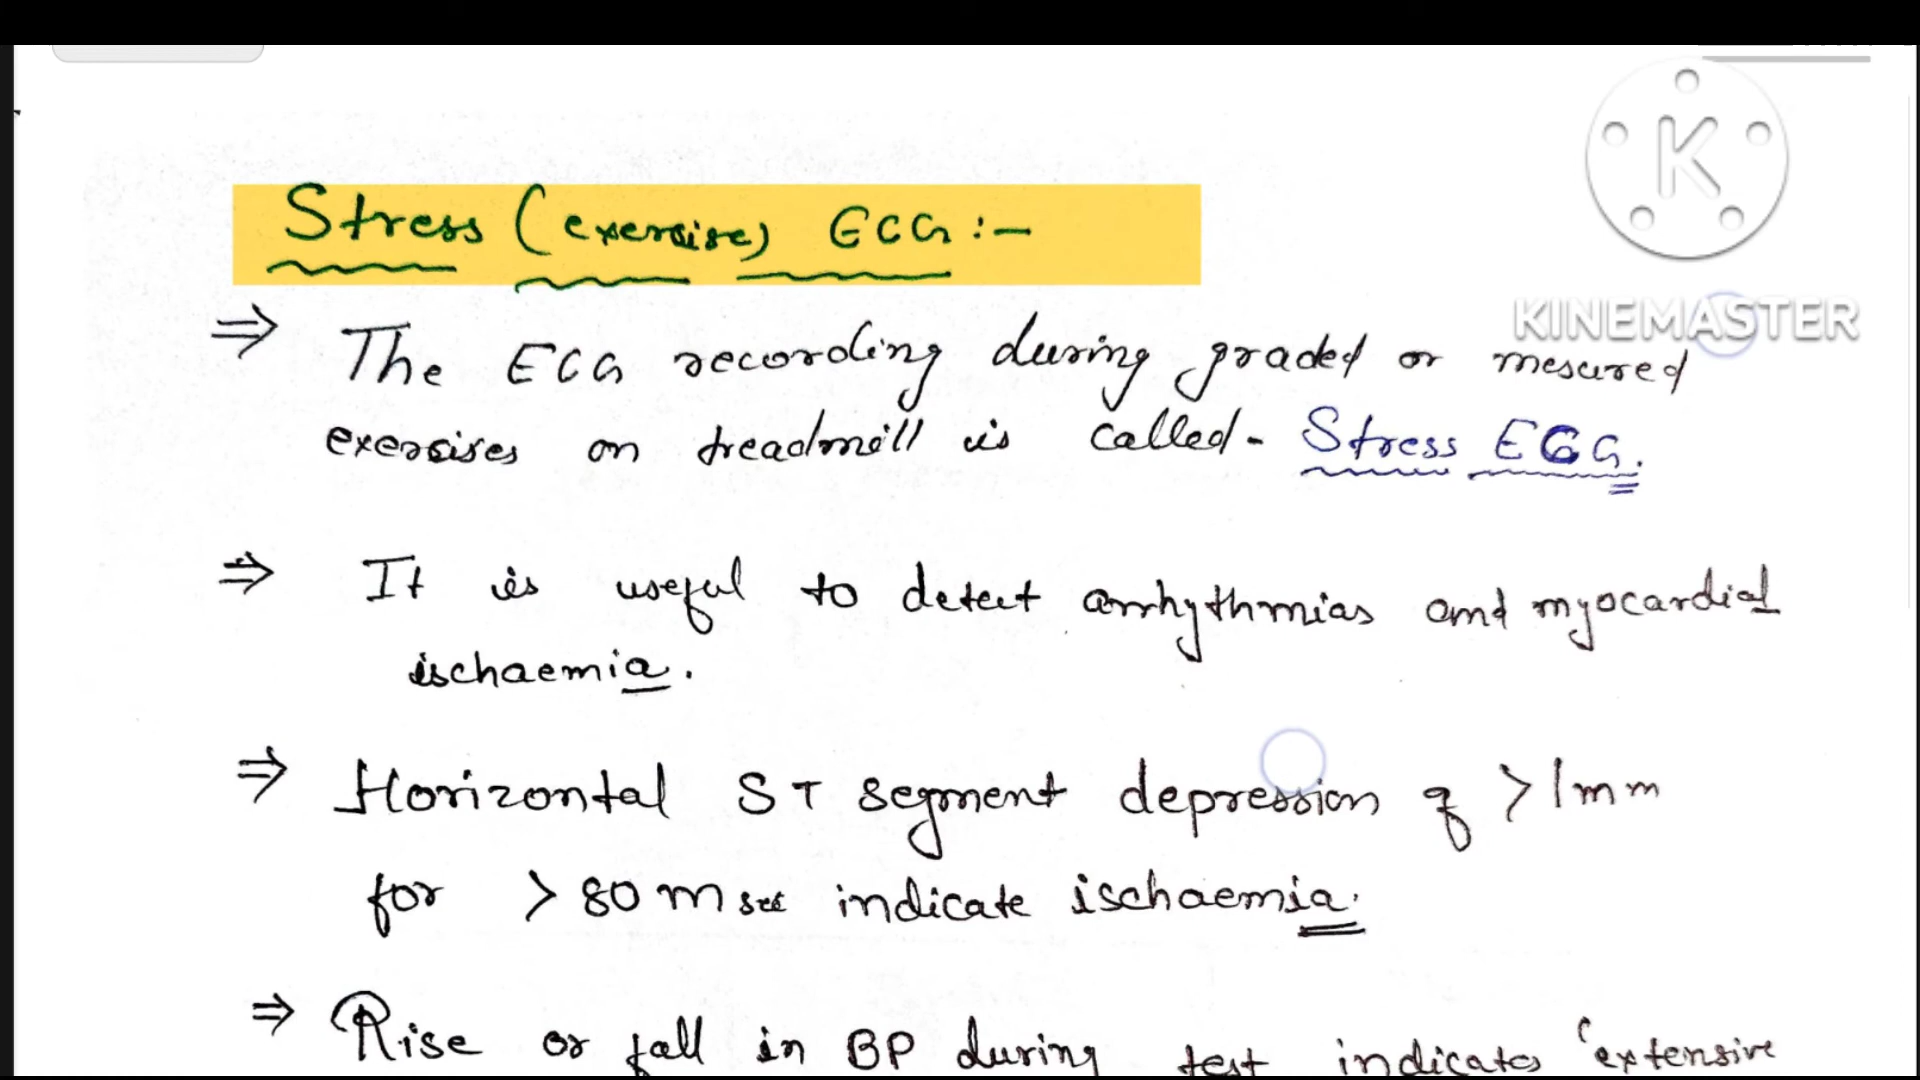 K
KINEMASTER
Stress (exercise) ECG :-
⇒ The ECG recording during graded or mesured
exercises on treadmill is called - Stress ECG.
⇒ It is useful to detect arrhythmias and myocardial
ischaemia.
⇒ Horizontal ST segment depression of > 1mm
for > 80 msec indicate ischaemia.
⇒ Rise or fall in BP during test indicates 'extensive